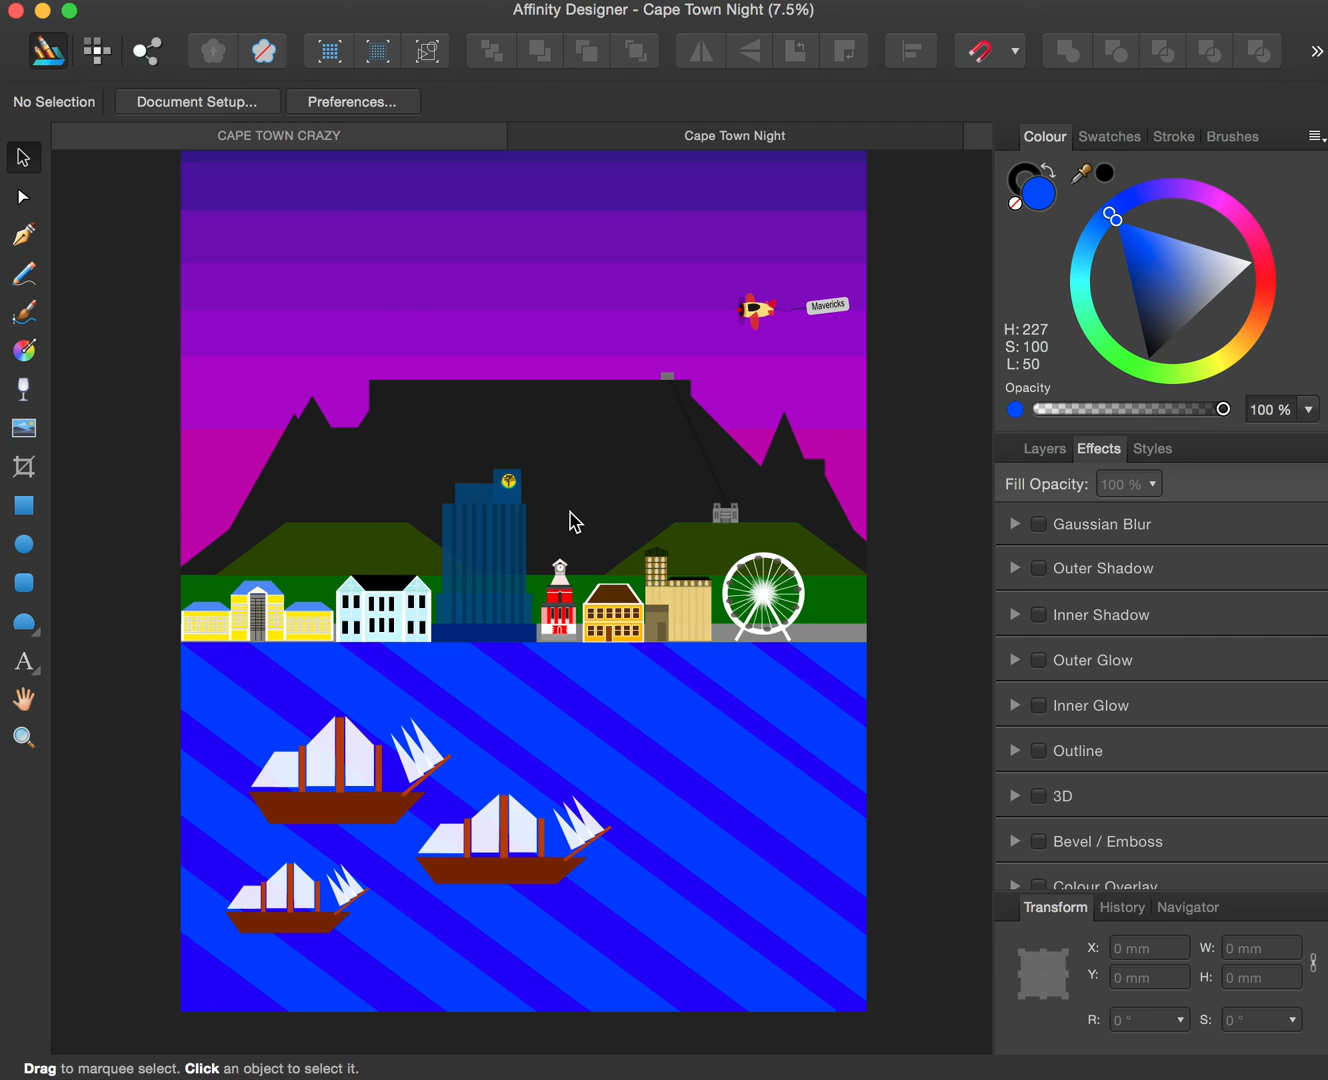 Affinity Designer - Cape Town Night (7.5%)
No Selection
Document Setup...
Preferences...
CAPE TOWN CRAZY
Cape Town Night
Colour
Swatches
Stroke
Brushes
Mavericks
H: 227
S: 100
L: 50
Opacity
100 %
Layers
Effects
Styles
Fill Opacity:
100 %
Gaussian Blur
Outer Shadow
Inner Shadow
Outer Glow
Inner Glow
Outline
3D
Bevel / Emboss
Colour Overlay
Transform
History
Navigator
X: 0 mm W: 0 mm
Y: 0 mm H: 0 mm
R: 0 ° S: 0 °
Drag to marquee select. Click an object to select it.